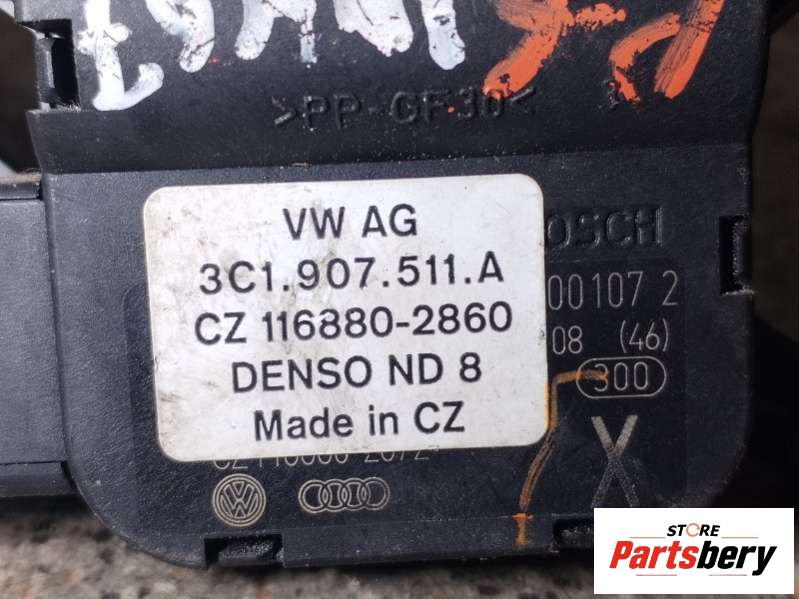 >PP-GF30<
VW AG
3C1.907.511.A
CZ 116880-2860
DENSO ND 8
Made in CZ
OSCH
00107 2
08 (46)
300
X
STORE
Partsbery